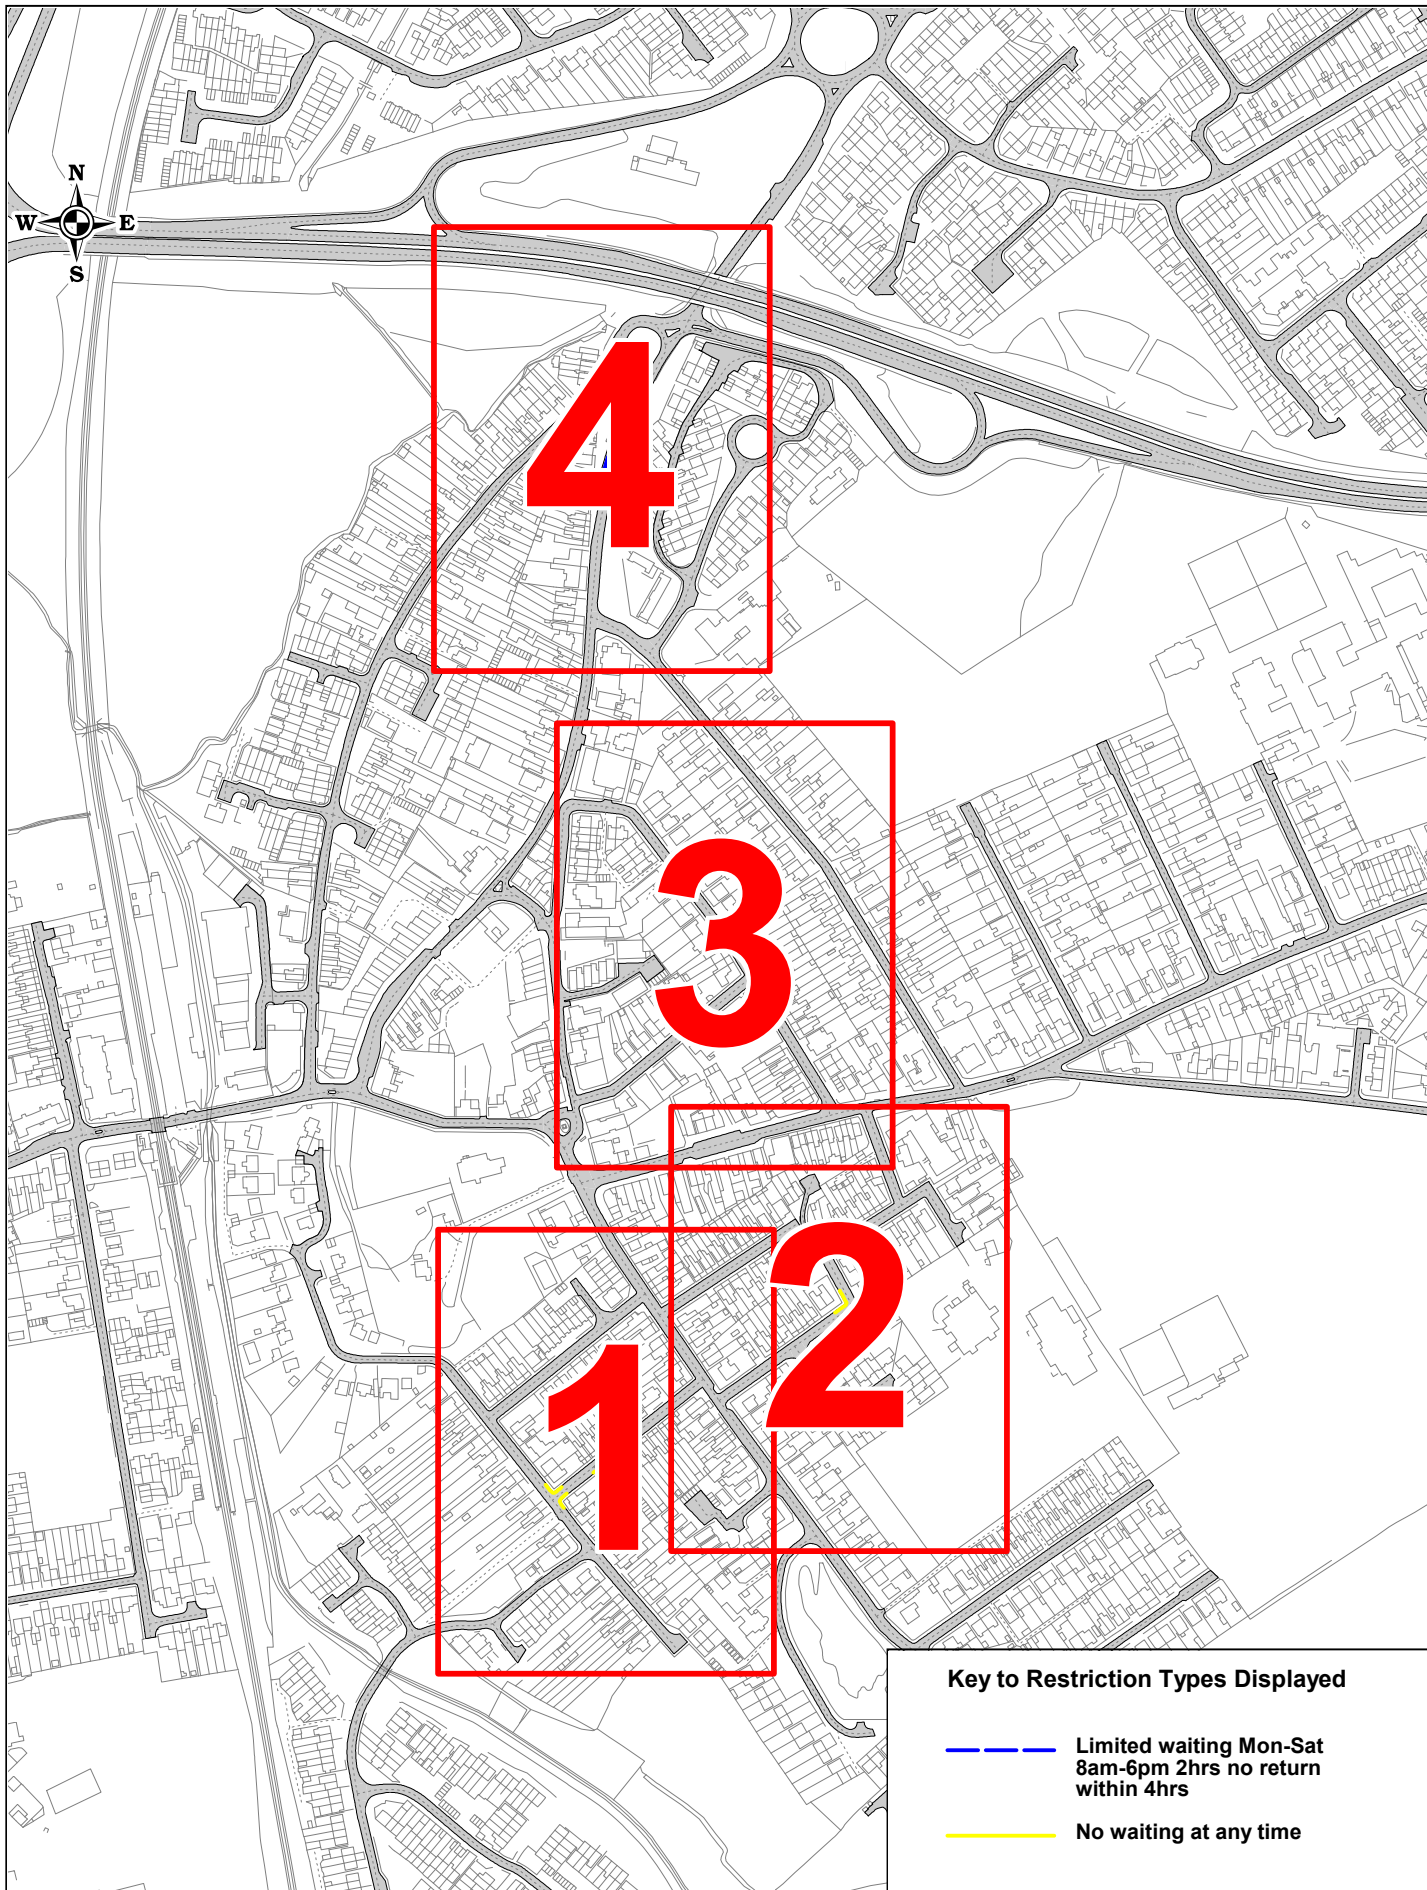 N
W E
S
4
3
2
1
Key to Restriction Types Displayed
Limited waiting Mon-Sat
8am-6pm 2hrs no return
within 4hrs
No waiting at any time